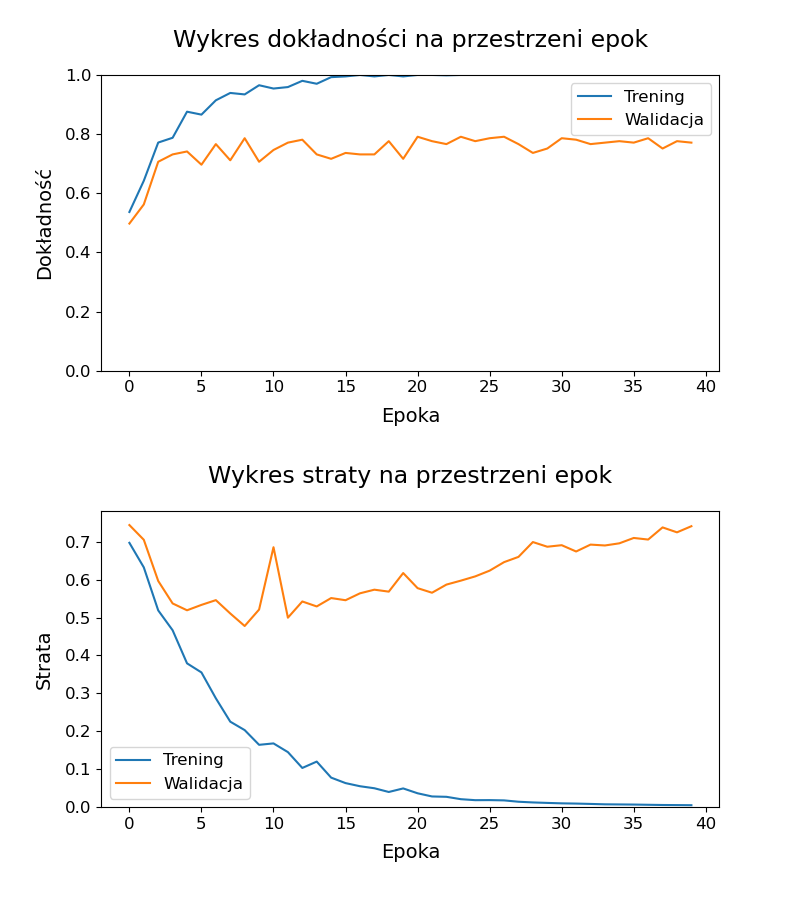 Wykres dokładności na przestrzeni epok
1.0
0.8
0.6
0.4
0.2
0.0
Dokładność
Trening
Walidacja
0 5 10 15 20 25 30 35 40
Epoka
Wykres straty na przestrzeni epok
0.7
0.6
0.5
0.4
0.3
0.2
0.1
0.0
Strata
Trening
Walidacja
0 5 10 15 20 25 30 35 40
Epoka